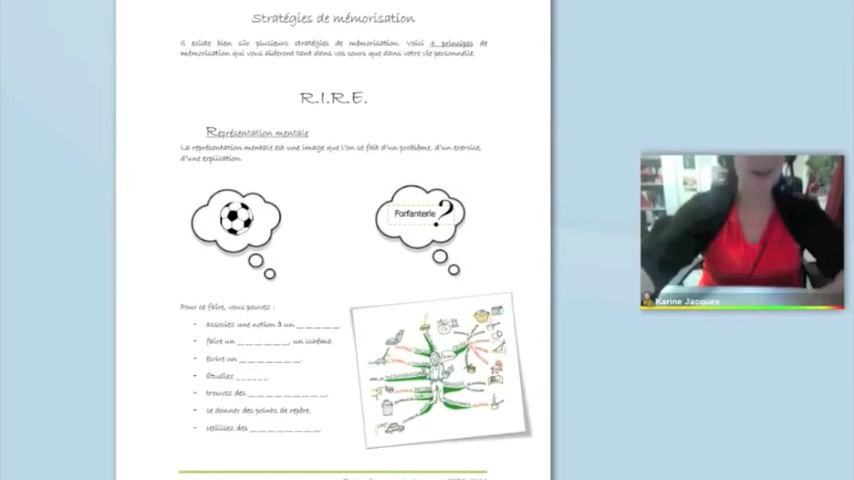 Stratégies de mémorisation
Il existe bien sûr plusieurs stratégies de mémorisation. Voici 4 principes de
mémorisation qui vous aideront tant dans vos cours que dans votre vie personnelle.
R.I.R.E.
Représentation mentale
La représentation mentale est une image que l'on se fait d'un problème, d'un exercice,
d'une explication.
Forfanterie ?
Pour ce faire, vous pouvez :
- associez une notion à un _ _ _ _ _ _.
- faire un _ _ _ _ _ _ _, un schéma
- écrire un _ _ _ _ _ _ _ _.
- Étudiez _ _ _ _ _ _
- trouvez des _ _ _ _ _ _ _ _ _ _.
- se donner des points de repère.
- utilisez des _ _ _ _ _ _ _ _ _.
Karine Jacques